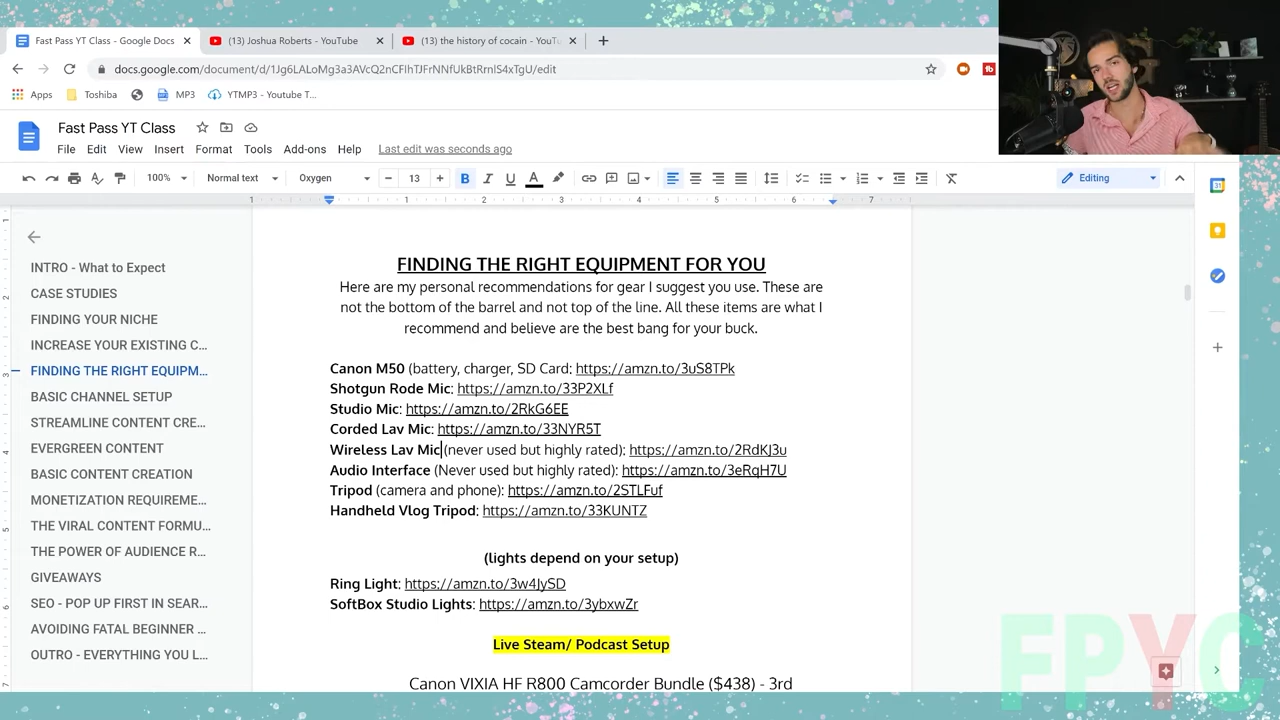 Fast Pass YT Class - Google Docs
(13) Joshua Roberts - YouTube
(13) the history of cocain - YouTu
Apps
Toshiba
MP3
YTMP3 - Youtube T...
Fast Pass YT Class
File Edit View Insert Format Tools Add-ons Help Last edit was seconds ago
100% Normal text Oxygen 13 Editing
INTRO - What to Expect
CASE STUDIES
FINDING YOUR NICHE
INCREASE YOUR EXISTING C...
FINDING THE RIGHT EQUIPM...
BASIC CHANNEL SETUP
STREAMLINE CONTENT CRE...
EVERGREEN CONTENT
BASIC CONTENT CREATION
MONETIZATION REQUIREME...
THE VIRAL CONTENT FORMU...
THE POWER OF AUDIENCE R...
GIVEAWAYS
SEO - POP UP FIRST IN SEAR...
AVOIDING FATAL BEGINNER ...
OUTRO - EVERYTHING YOU L...
FINDING THE RIGHT EQUIPMENT FOR YOU
Here are my personal recommendations for gear I suggest you use. These are
not the bottom of the barrel and not top of the line. All these items are what I
recommend and believe are the best bang for your buck.
Canon M50 (battery, charger, SD Card: https://amzn.to/3uS8TPk
Shotgun Rode Mic: https://amzn.to/33P2XLf
Studio Mic: https://amzn.to/2RkG6EE
Corded Lav Mic: https://amzn.to/33NYR5T
Wireless Lav Mic (never used but highly rated): https://amzn.to/2RdKJ3u
Audio Interface (Never used but highly rated): https://amzn.to/3eRqH7U
Tripod (camera and phone): https://amzn.to/2STLFuf
Handheld Vlog Tripod: https://amzn.to/33KUNTZ
(lights depend on your setup)
Ring Light: https://amzn.to/3w4JySD
SoftBox Studio Lights: https://amzn.to/3ybxwZr
Live Steam/ Podcast Setup
Canon VIXIA HF R800 Camcorder Bundle ($438) - 3rd
FPYC